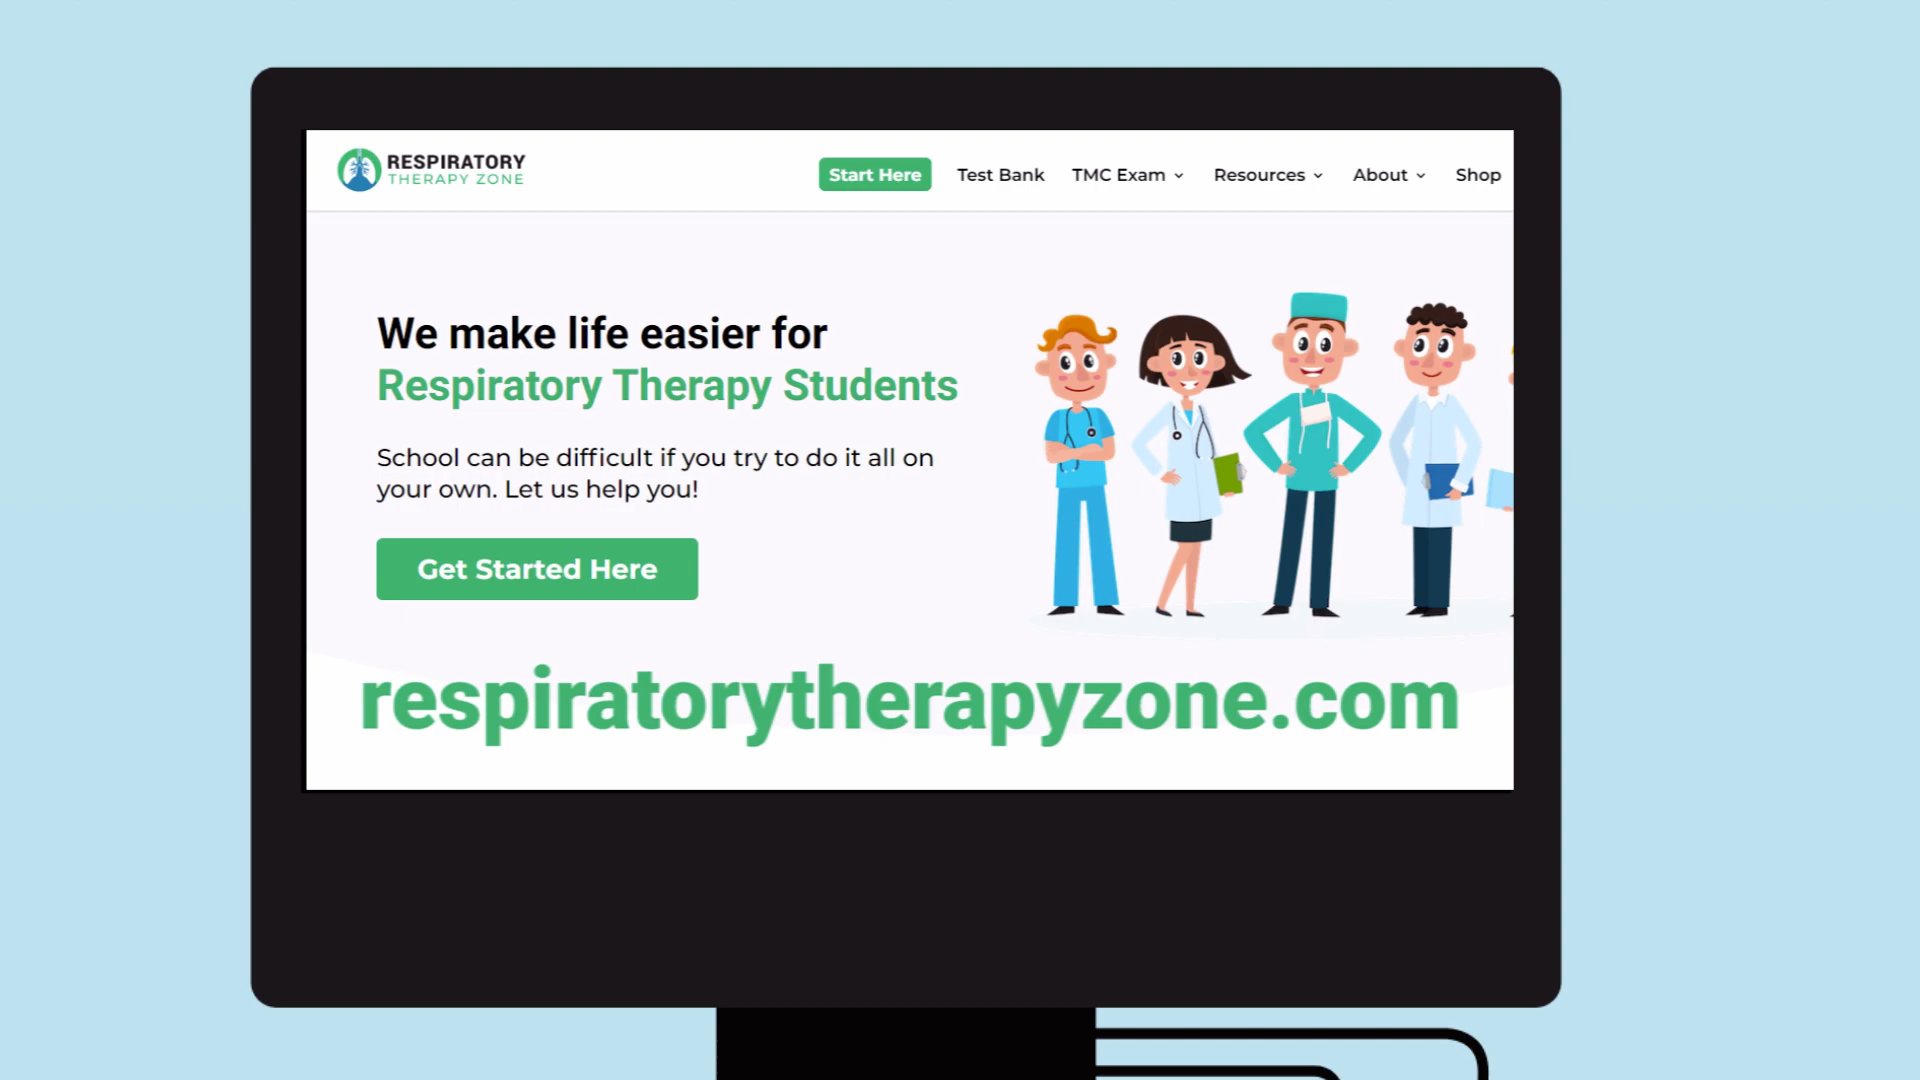 RESPIRATORY
THERAPY ZONE
Start Here
Test Bank
TMC Exam
Resources
About
Shop
We make life easier for
Respiratory Therapy Students
School can be difficult if you try to do it all on
your own. Let us help you!
Get Started Here
respiratorytherapyzone.com